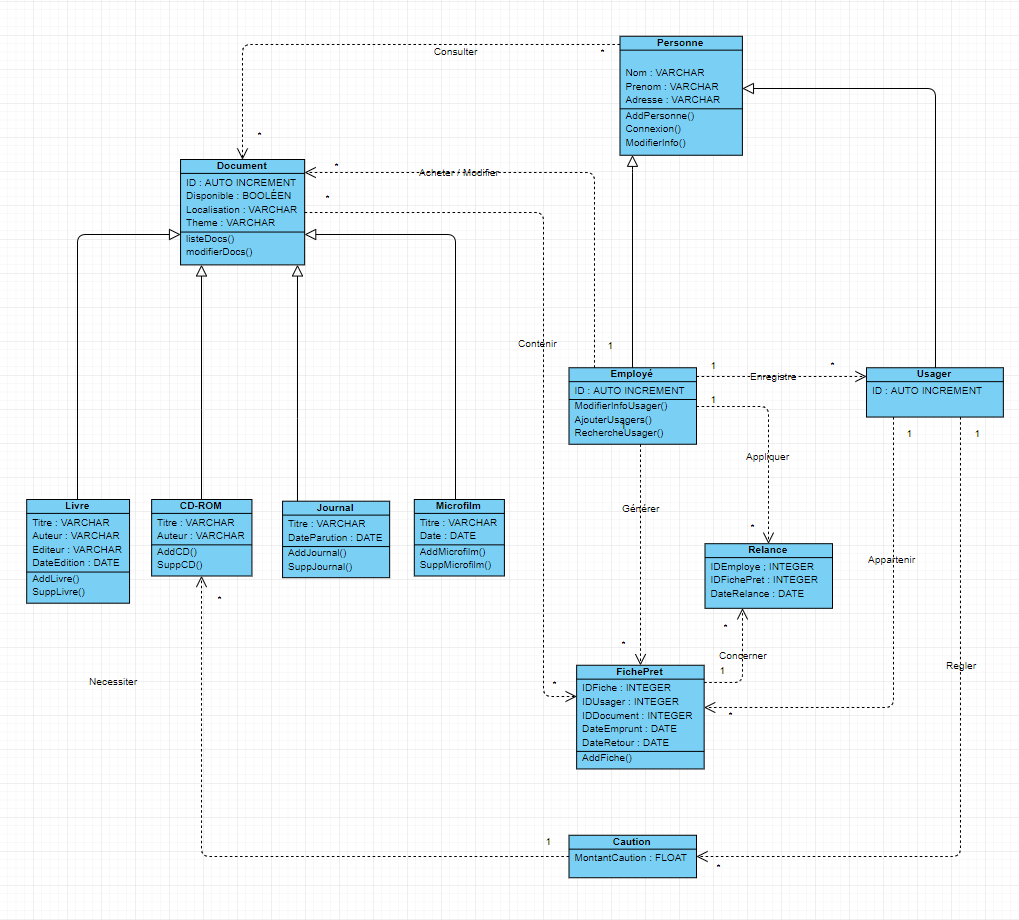 Personne
Nom : VARCHAR
Prenom : VARCHAR
Adresse : VARCHAR
AddPersonne()
Connexion()
ModifierInfo()
Consulter
*
*
Document
ID : AUTO INCREMENT
Disponible : BOOLÉEN
Localisation : VARCHAR
Theme : VARCHAR
listeDocs()
modifierDocs()
*
Acheter / Modifier
*
Contenir
1
Employé
ID : AUTO INCREMENT
ModifierInfoUsager()
AjouterUsagers()
RechercheUsager()
1
Enregistre
*
1
Usager
ID : AUTO INCREMENT
1
1
Appliquer
Générer
*
Livre
Titre : VARCHAR
Auteur : VARCHAR
Editeur : VARCHAR
DateEdition : DATE
AddLivre()
SuppLivre()
CD-ROM
Titre : VARCHAR
Auteur : VARCHAR
AddCD()
SuppCD()
*
Journal
Titre : VARCHAR
DateParution : DATE
AddJournal()
SuppJournal()
Microfilm
Titre : VARCHAR
Date : DATE
AddMicrofilm()
SuppMicrofilm()
Relance
IDEmploye ; INTEGER
IDFichePret : INTEGER
DateRelance : DATE
Appartenir
*
Concerner
1
*
Regler
Necessiter
*
FichePret
IDFiche : INTEGER
IDUsager : INTEGER
IDDocument : INTEGER
DateEmprunt : DATE
DateRetour : DATE
AddFiche()
*
1
Caution
MontantCaution : FLOAT
*